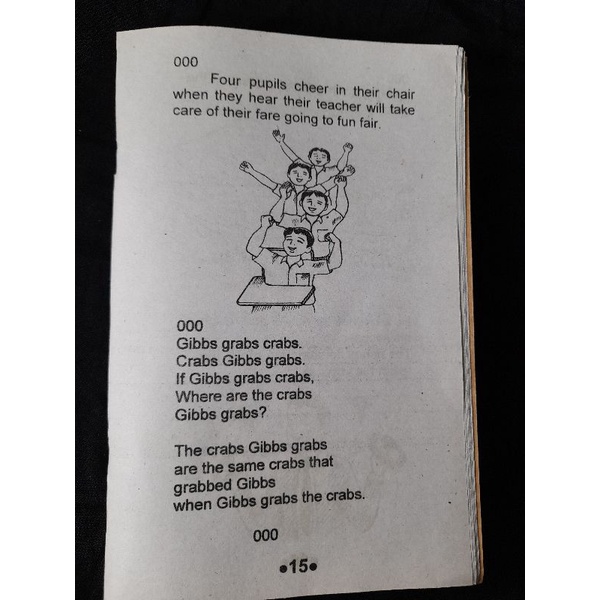 000
Four pupils cheer in their chair
when they hear their teacher will take
care of their fare going to fun fair.
000
Gibbs grabs crabs.
Crabs Gibbs grabs.
If Gibbs grabs crabs,
Where are the crabs
Gibbs grabs?
The crabs Gibbs grabs
are the same crabs that
grabbed Gibbs
when Gibbs grabs the crabs.
000
●15●